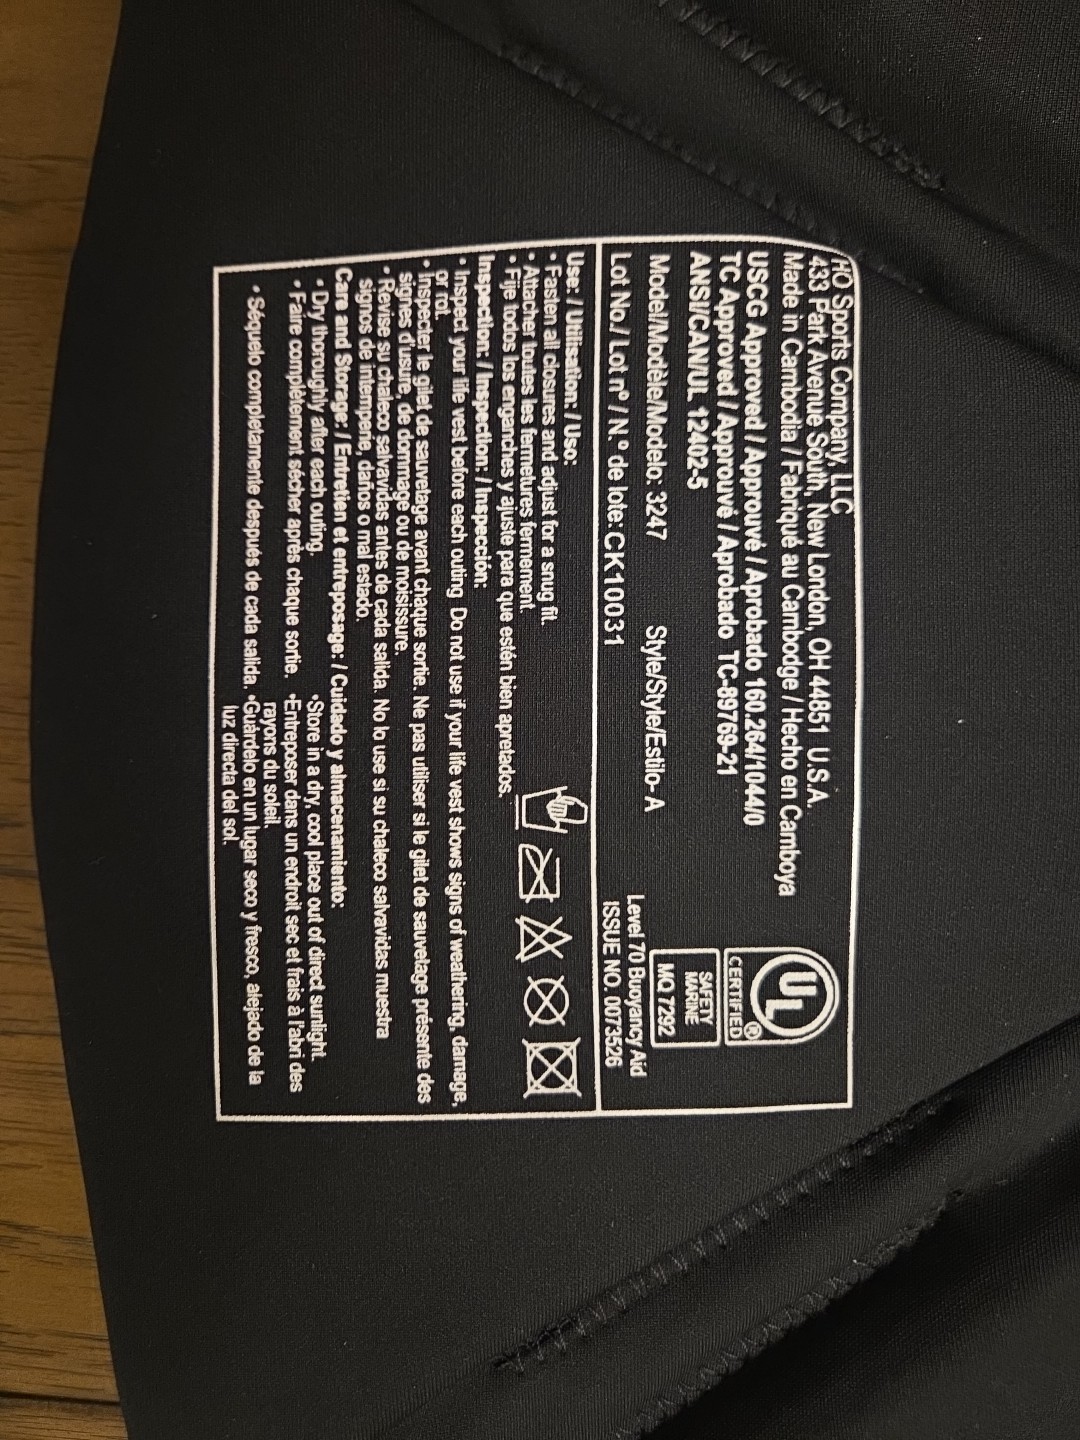 HO Sports Company, LLC
433 Park Avenue South, New London, OH 44851 U.S.A.
Made in Cambodia / Fabriqué au Cambodge / Hecho en Camboya
USCG Approved / Approuvé / Aprobado 160.264/1044/0
TC Approved / Approuvé / Aprobado TC-89769-21
ANSI/CAN/UL 12402-5
Model/Modèle/Modelo: 3247 Style/Style/Estilo- A
Lot No./ Lot nº / N.º de lote: CK10031
UL
CERTIFIED ®
SAFETY
MARINE
MQ 7292
Level 70 Buoyancy Aid
ISSUE NO. 0073526
Use: / Utilisation: / Uso:
• Fasten all closures and adjust for a snug fit.
• Attacher toutes les fermetures fermement.
• Fije todos los enganches y ajuste para que estén bien apretados.
Inspection: / Inspection: / Inspección:
• Inspect your life vest before each outing. Do not use if your life vest shows signs of weathering, damage,
or rot.
• Inspecter le gilet de sauvetage avant chaque sortie. Ne pas utiliser si le gilet de sauvetage présente des
signes d'usure, de dommage ou de moisissure.
• Revise su chaleco salvavidas antes de cada salida. No lo use si su chaleco salvavidas muestra
signos de intemperie, daños o mal estado.
Care and Storage: / Entretien et entreposage: / Cuidado y almacenamiento:
• Dry thoroughly after each outing.
• Faire complètement sécher après chaque sortie.
• Séquelo completamente después de cada salida.
•Store in a dry, cool place out of direct sunlight.
•Entreposer dans un endroit sec et frais à l'abri des
rayons du soleil.
•Guárdelo en un lugar seco y fresco, alejado de la
luz directa del sol.